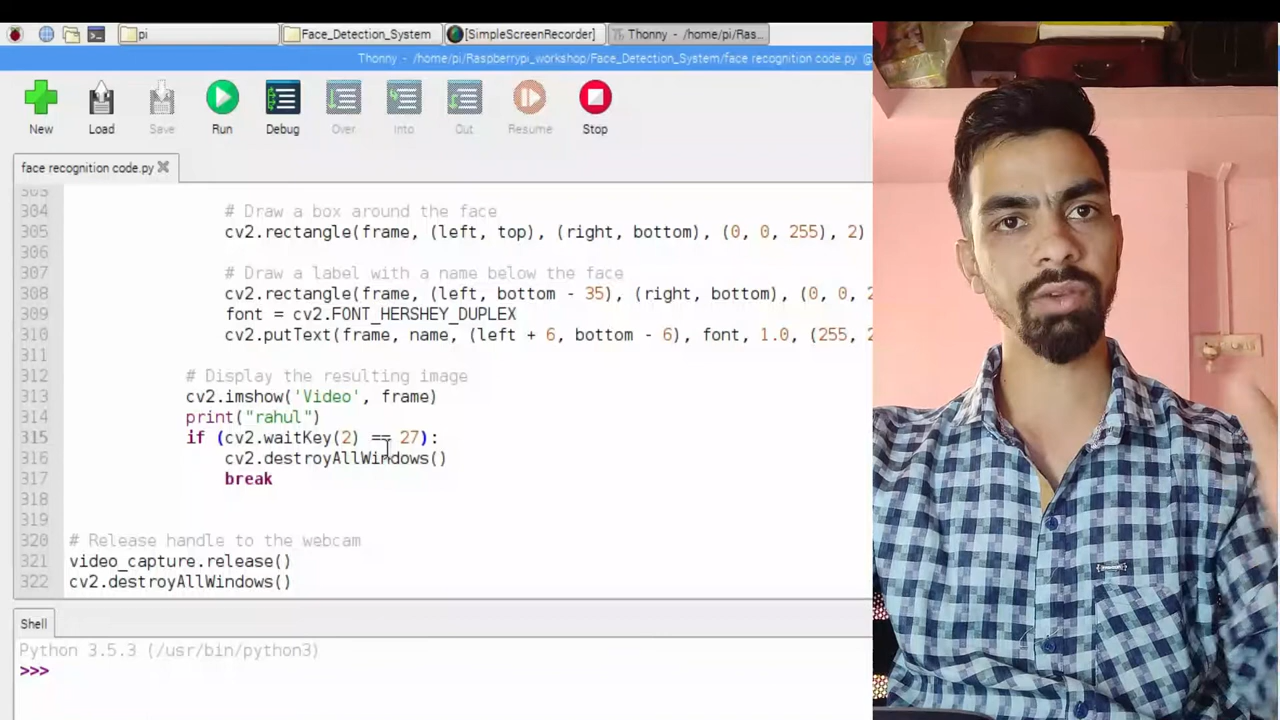 pi
Face_Detection_System
[SimpleScreenRecorder]
Thonny - /home/pi/Ras...
Thonny - /home/pi/Raspberrypi_workshop/Face_Detection_System/face recognition code.py @
New
Load
Save
Run
Debug
Over
Into
Out
Resume
Stop
face recognition code.py
303
304 # Draw a box around the face
305 cv2.rectangle(frame, (left, top), (right, bottom), (0, 0, 255), 2)
306
307 # Draw a label with a name below the face
308 cv2.rectangle(frame, (left, bottom - 35), (right, bottom), (0, 0, 2
309 font = cv2.FONT_HERSHEY_DUPLEX
310 cv2.putText(frame, name, (left + 6, bottom - 6), font, 1.0, (255, 2
311
312 # Display the resulting image
313 cv2.imshow('Video', frame)
314 print("rahul")
315 if (cv2.waitKey(2) == 27):
316 cv2.destroyAllWindows()
317 break
318
319
320 # Release handle to the webcam
321 video_capture.release()
322 cv2.destroyAllWindows()
Shell
Python 3.5.3 (/usr/bin/python3)
>>>